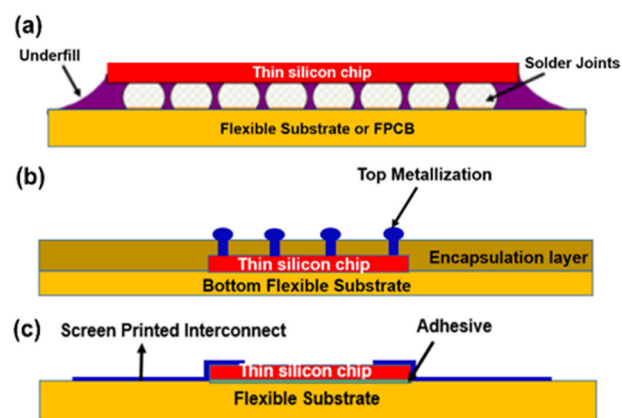 (a)
Underfill
Thin silicon chip
Solder Joints
Flexible Substrate or FPCB
(b)
Top Metallization
Encapsulation layer
Thin silicon chip
Bottom Flexible Substrate
(c)
Screen Printed Interconnect
Adhesive
Thin silicon chip
Flexible Substrate